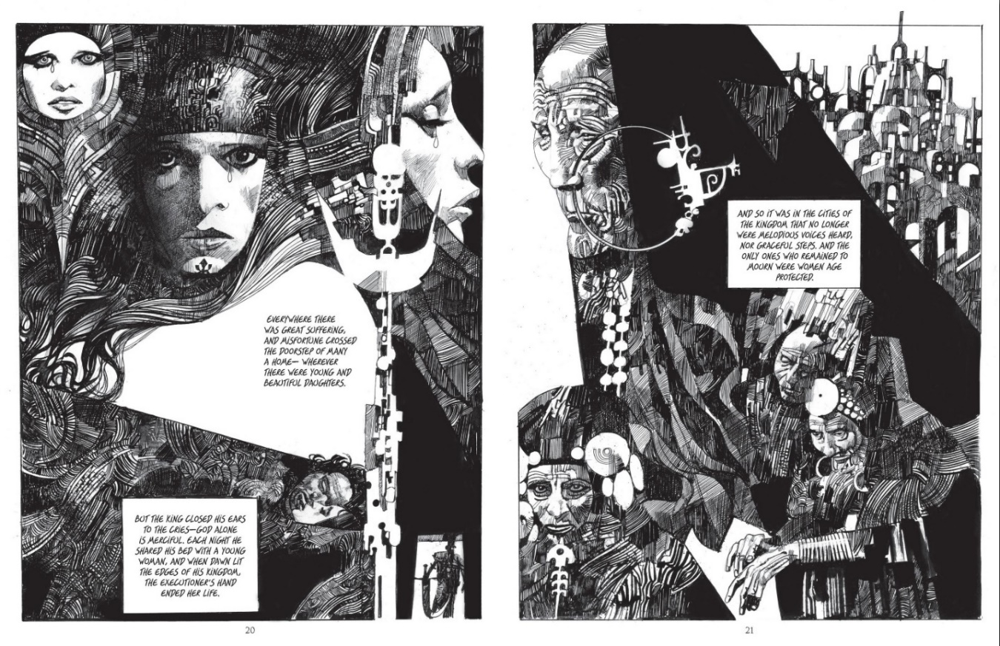 EVERYWHERE THERE
WAS GREAT SUFFERING,
AND MISFORTUNE CROSSED
THE DOORSTEP OF MANY
A HOME— WHEREVER
THERE WERE YOUNG AND
BEAUTIFUL DAUGHTERS.
BUT THE KING CLOSED HIS EARS
TO THE CRIES—GOD ALONE
IS MERCIFUL. EACH NIGHT HE
SHARED HIS BED WITH A YOUNG
WOMAN, AND WHEN DAWN LIT
THE EDGES OF HIS KINGDOM,
THE EXECUTIONER'S HAND
ENDED HER LIFE.
20
AND SO IT WAS IN THE CITIES OF
THE KINGDOM THAT NO LONGER
WERE MELODIOUS VOICES HEARD,
NOR GRACEFUL STEPS. AND THE
ONLY ONES WHO REMAINED TO
MOURN WERE WOMEN AGE
PROTECTED.
21